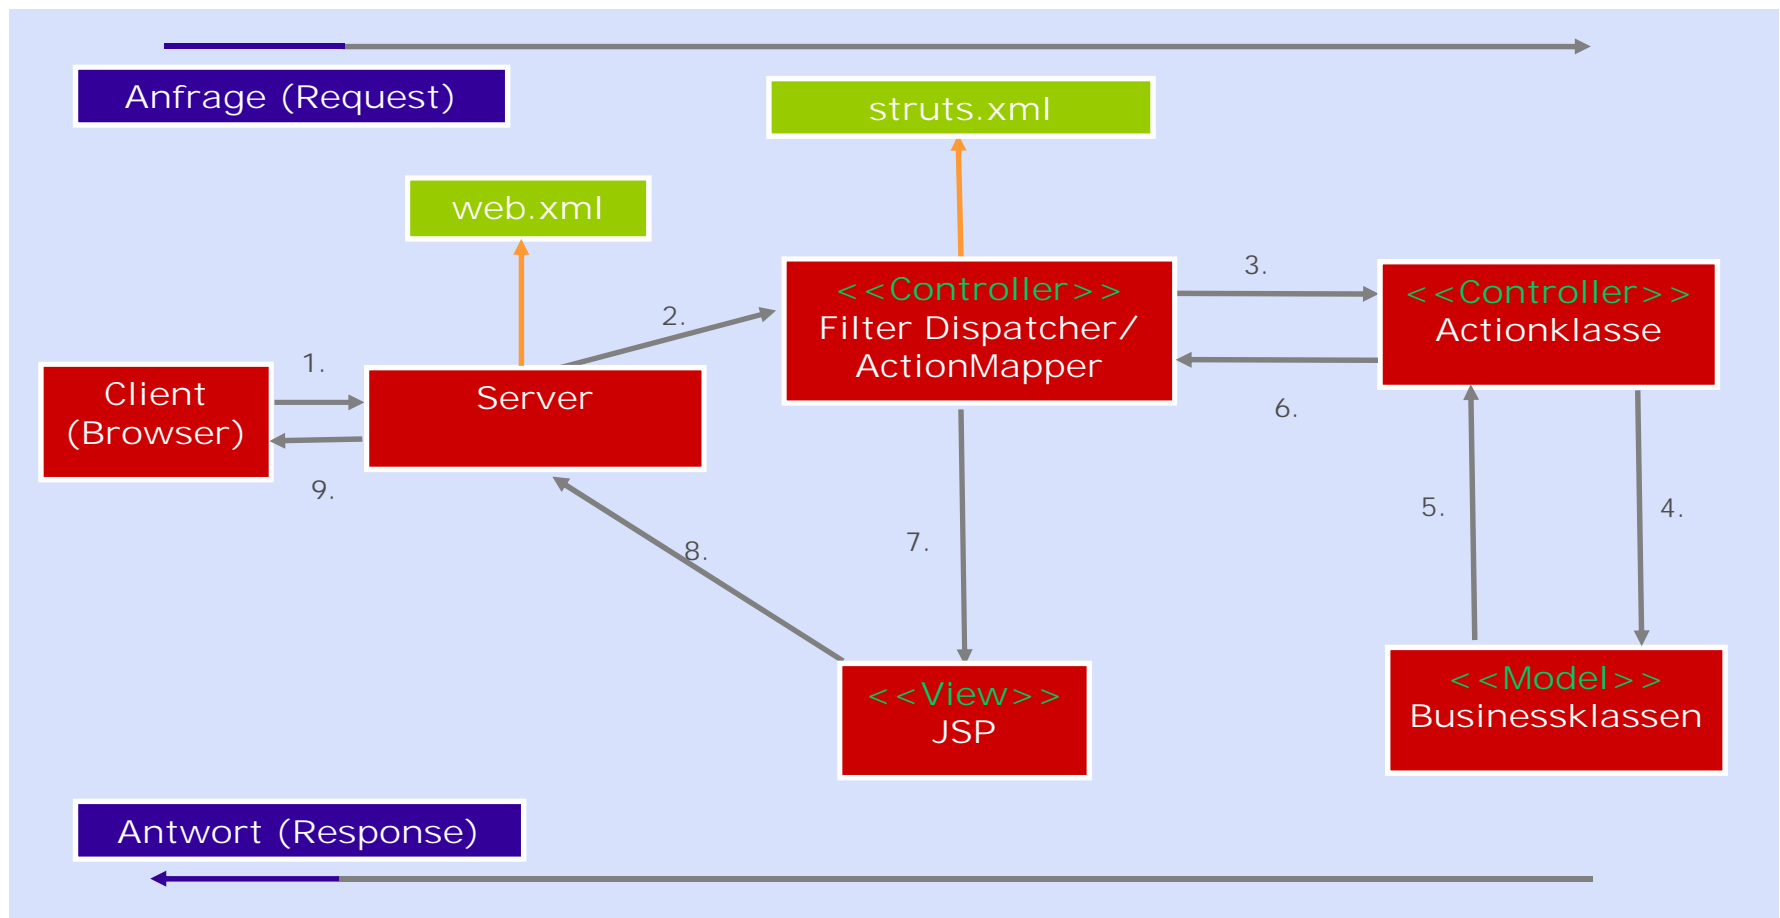 Anfrage (Request)
struts.xml
web.xml
<<Controller>>
Filter Dispatcher/
ActionMapper
3.
<<Controller>>
Actionklasse
2.
1.
Client
(Browser)
Server
6.
9.
5.
4.
8.
7.
<<View>>
JSP
<<Model>>
Businessklassen
Antwort (Response)